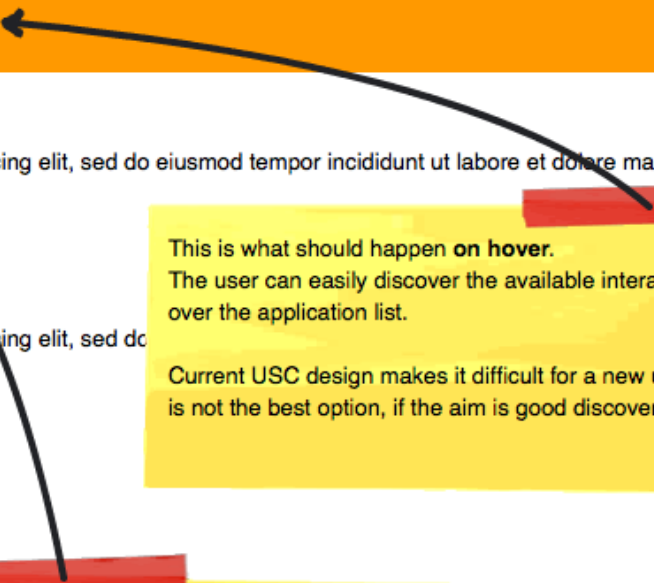 cing elit, sed do eiusmod tempor incididunt ut labore et dolore ma
This is what should happen on hover.
The user can easily discover the available intera
over the application list.
ing elit, sed do
Current USC design makes it difficult for a new u
is not the best option, if the aim is good discover